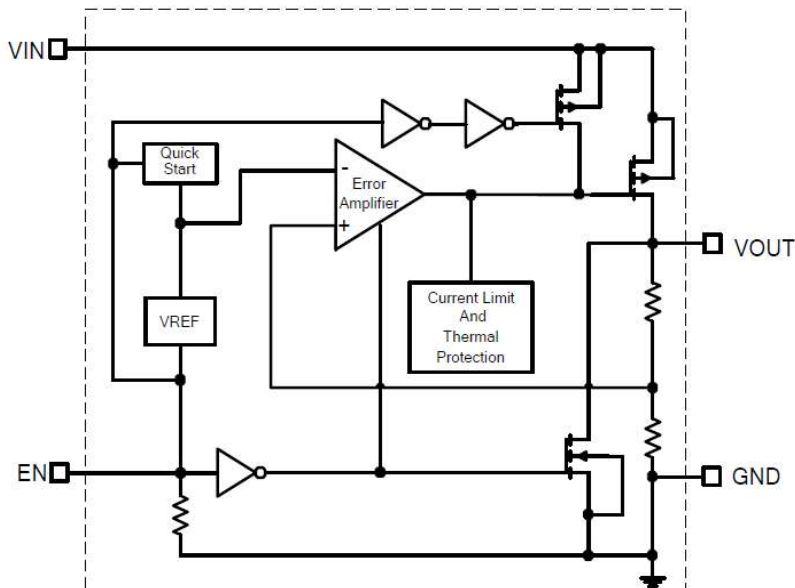 VIN
Quick
Start
-
Error
Amplifier
+
VOUT
VREF
Current Limit
And
Thermal
Protection
EN
GND